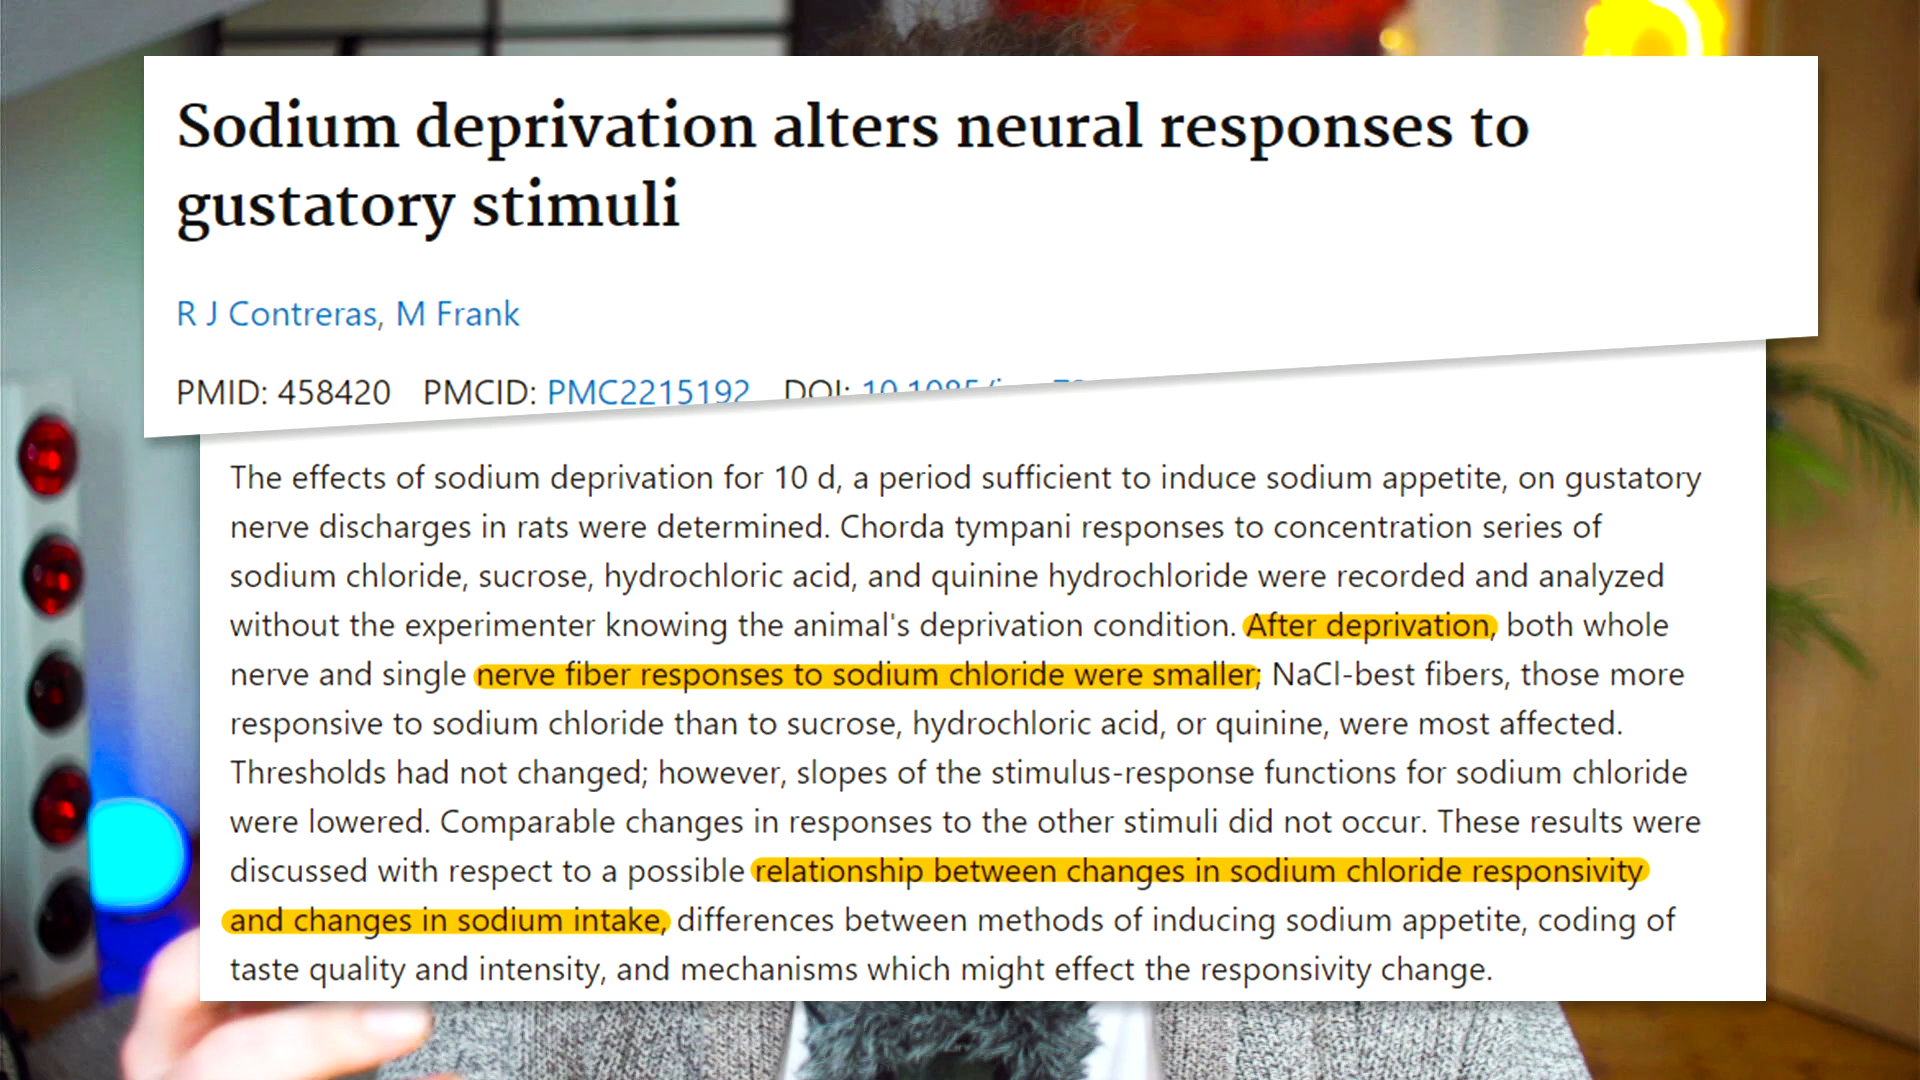 Sodium deprivation alters neural responses to
gustatory stimuli
R J Contreras, M Frank
PMID: 458420 PMCID: PMC2215192 DOI:
The effects of sodium deprivation for 10 d, a period sufficient to induce sodium appetite, on gustatory
nerve discharges in rats were determined. Chorda tympani responses to concentration series of
sodium chloride, sucrose, hydrochloric acid, and quinine hydrochloride were recorded and analyzed
without the experimenter knowing the animal's deprivation condition. After deprivation, both whole
nerve and single nerve fiber responses to sodium chloride were smaller; NaCl-best fibers, those more
responsive to sodium chloride than to sucrose, hydrochloric acid, or quinine, were most affected.
Thresholds had not changed; however, slopes of the stimulus-response functions for sodium chloride
were lowered. Comparable changes in responses to the other stimuli did not occur. These results were
discussed with respect to a possible relationship between changes in sodium chloride responsivity
and changes in sodium intake, differences between methods of inducing sodium appetite, coding of
taste quality and intensity, and mechanisms which might effect the responsivity change.